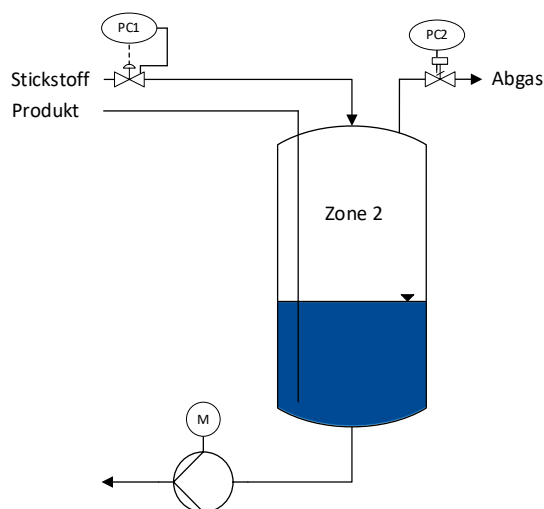 PC1
PC2
Stickstoff
Abgas
Produkt
Zone 2
M